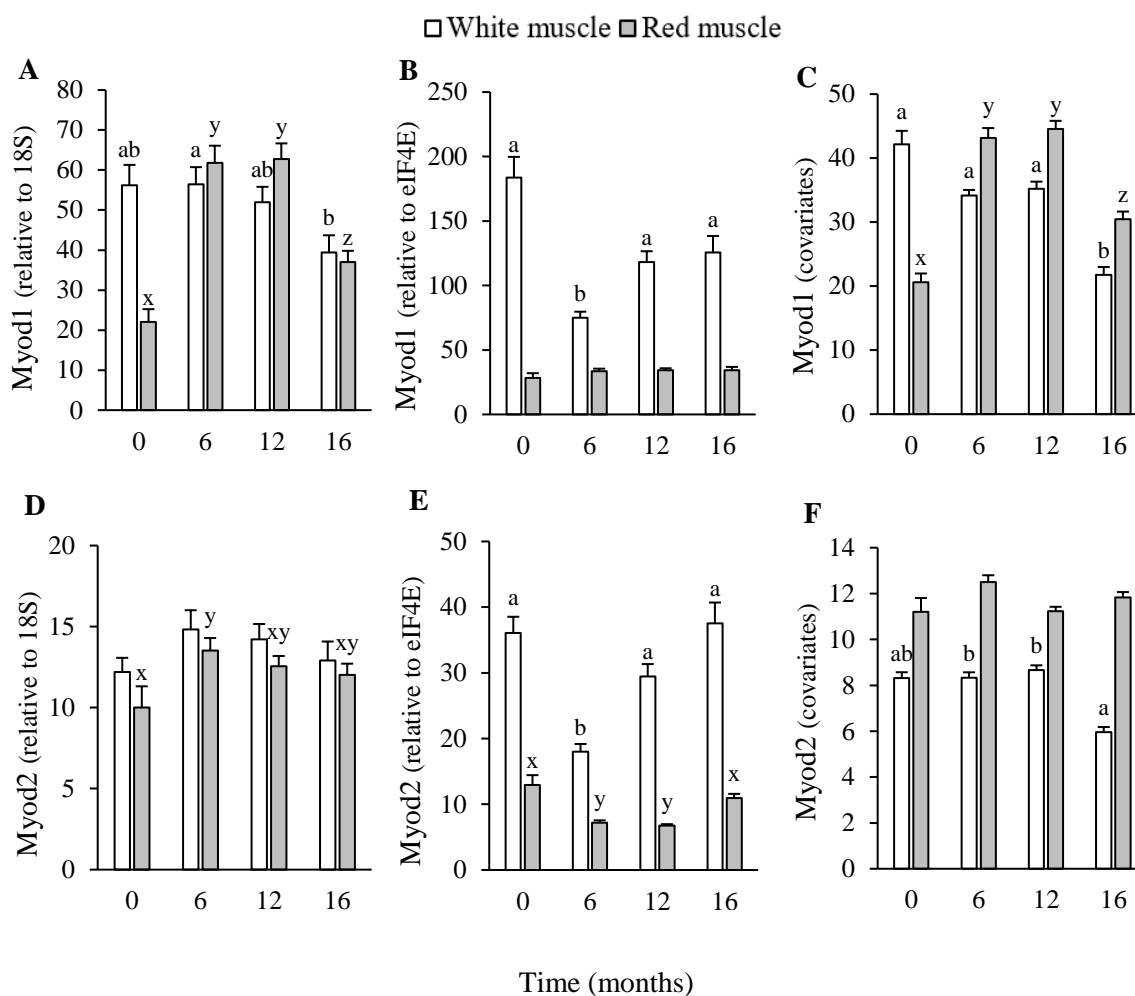 White muscle Red muscle
A
Myod1 (relative to 18S)
80
70
60
50
40
30
20
10
0
ab
x
a
y
ab
y
b
z
0 6 12 16
B
Myod1 (relative to eIF4E)
250
200
150
100
50
0
a
b
a
a
0 6 12 16
C
Myod1 (covariates)
50
40
30
20
10
0
a
x
a
y
a
y
b
z
0 6 12 16
D
Myod2 (relative to 18S)
20
15
10
5
0
x
y
xy
xy
0 6 12 16
E
Myod2 (relative to eIF4E)
50
40
30
20
10
0
a
x
b
y
a
y
a
x
0 6 12 16
F
Myod2 (covariates)
14
12
10
8
6
4
2
0
ab
b
b
a
0 6 12 16
Time (months)